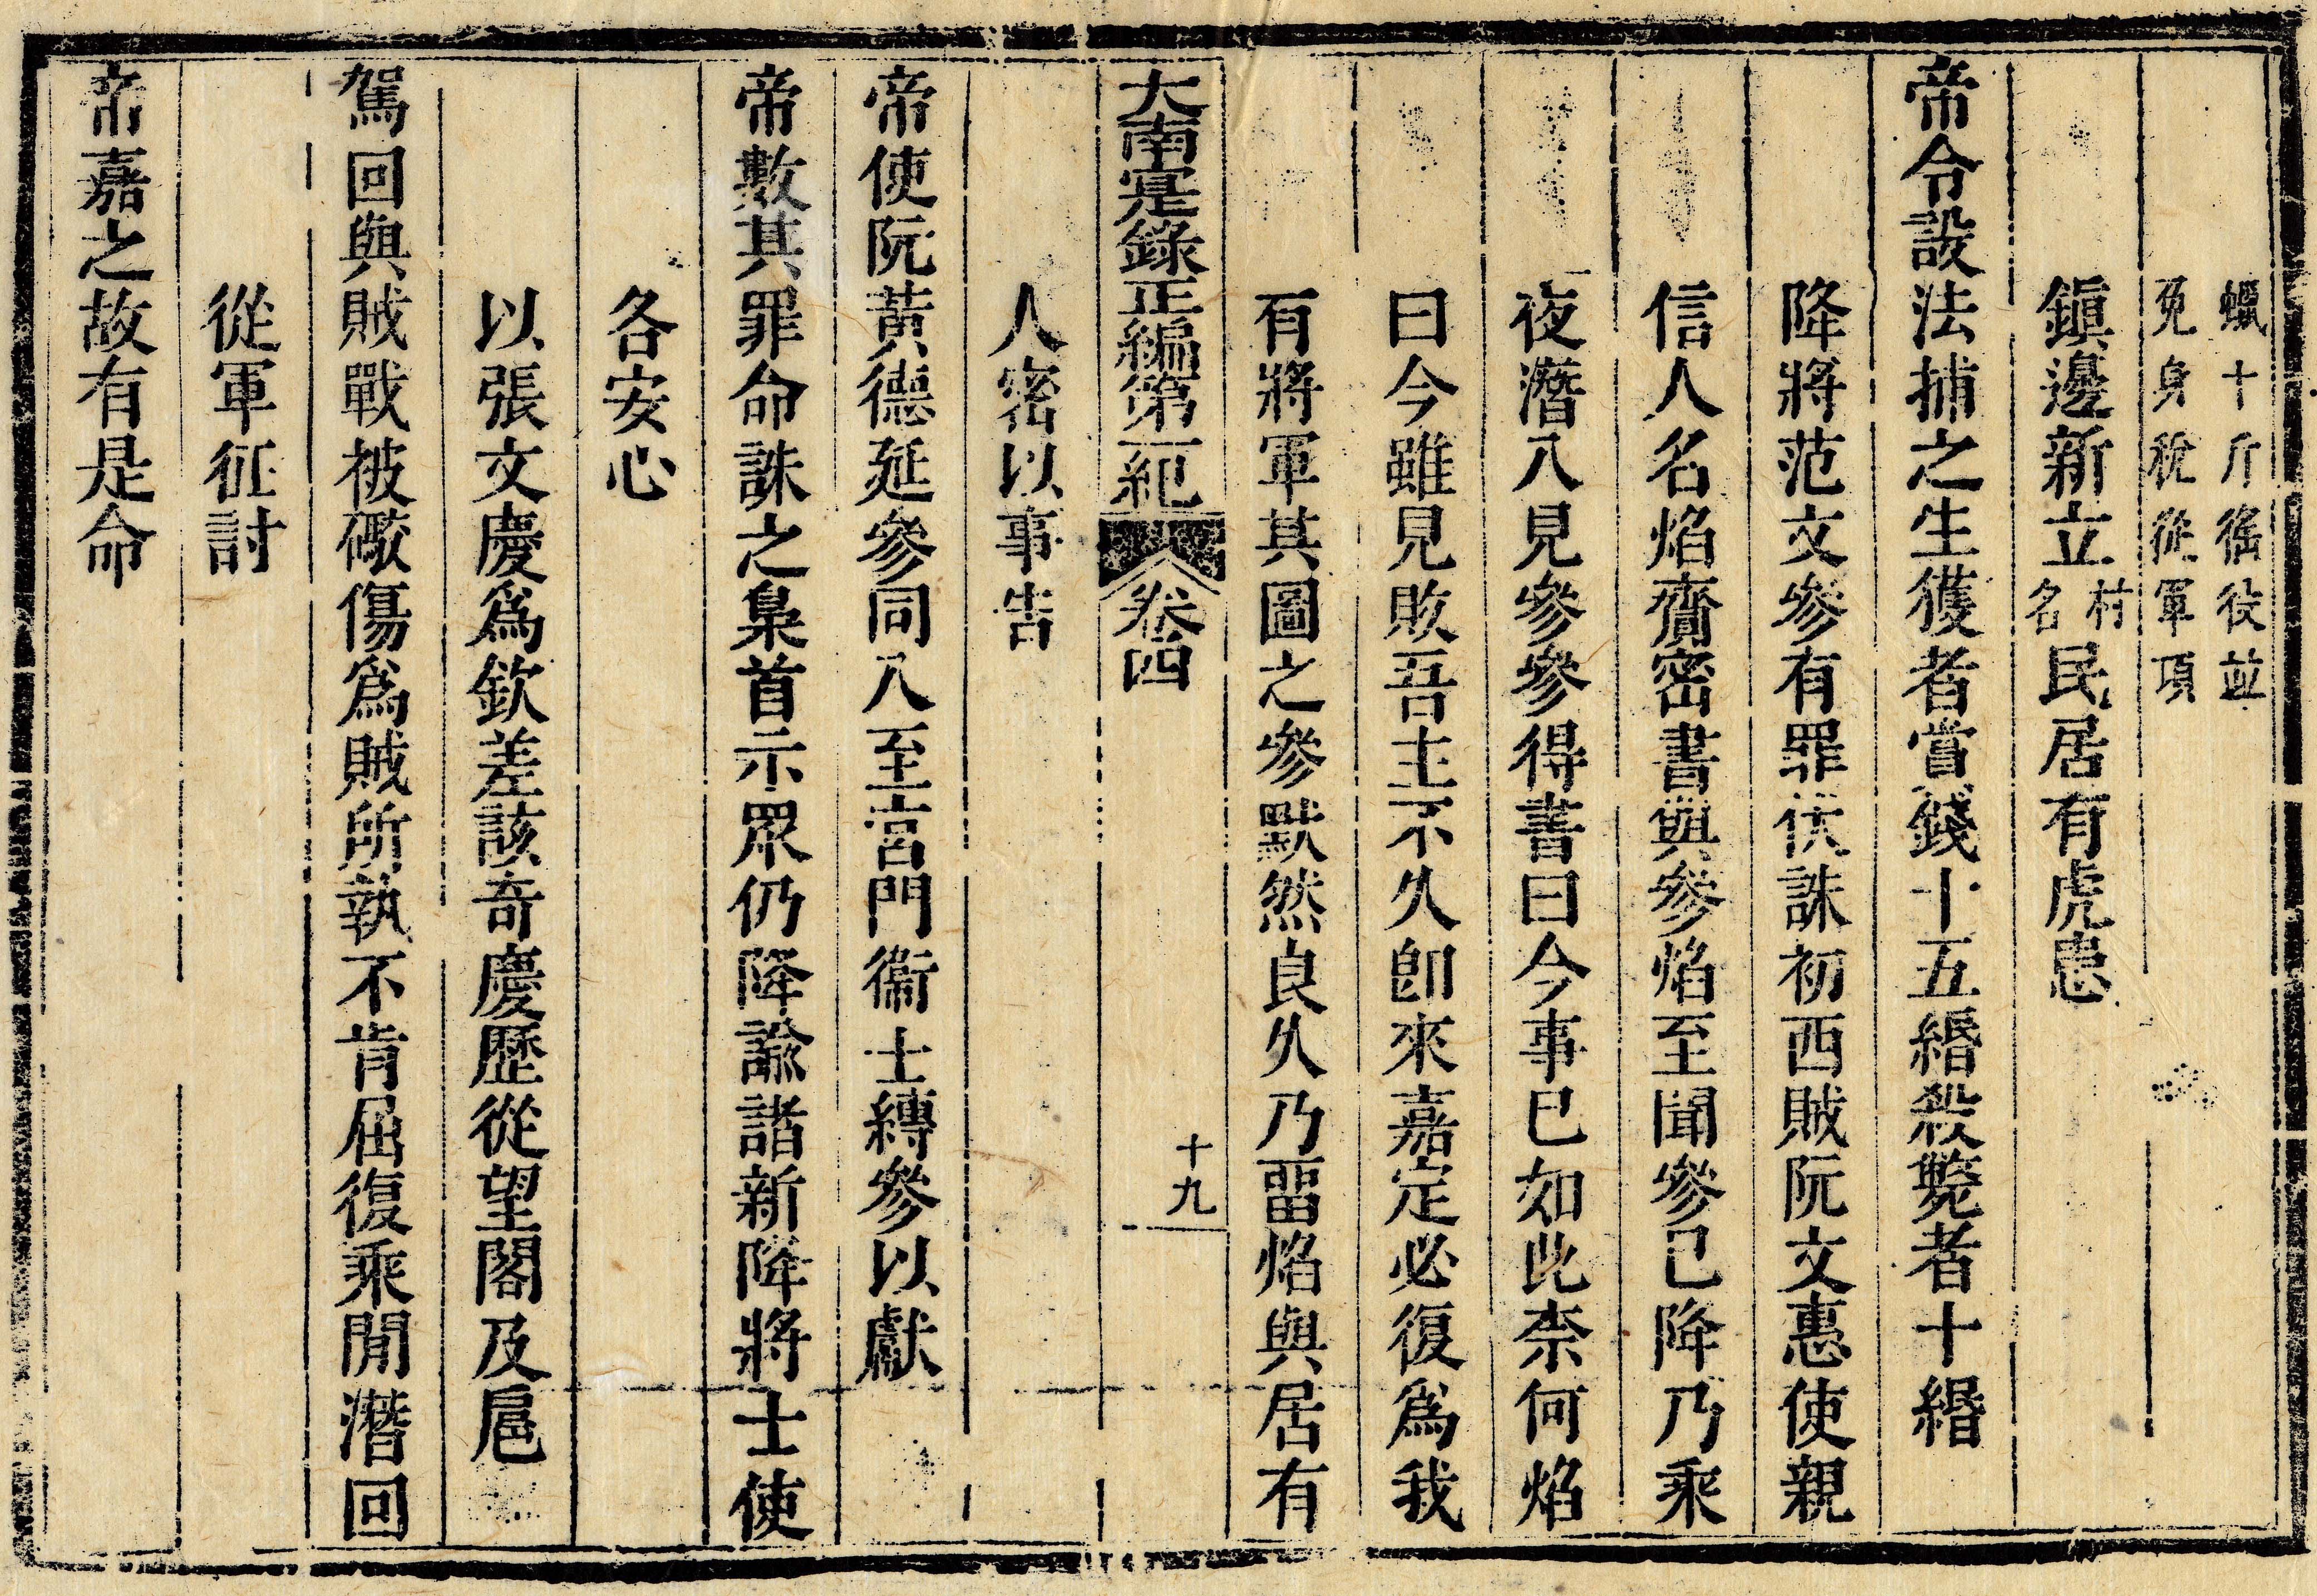 蠟十斤徭役並
免身稅從軍項
鎭邊新立村名民居有虎患
帝令設法捕之生獲者賞錢十五緡殺斃者十緡
降將范文參有罪伏誅初西賊阮文惠使親
信人名焰齎密書與參焰至聞參已降乃乘
夜潛入見參參得書曰今事已如此柰何焰
曰今雖見敗吾主不久卽來嘉定必復爲我
有將軍其圖之參默然良久乃畱焰與居有
大南寔錄正編第一紀 卷四 十九
人密以事告
帝使阮黃德延參同入至宮門衞士縛參以獻
帝數其罪命誅之梟首示眾仍降諭諸新降將士使
各安心
以張文慶爲欽差該奇慶歷從望閣及扈
駕回與賊戰被礮傷爲賊所執不肯屈復乘閒潛回
從軍征討
帝嘉之故有是命